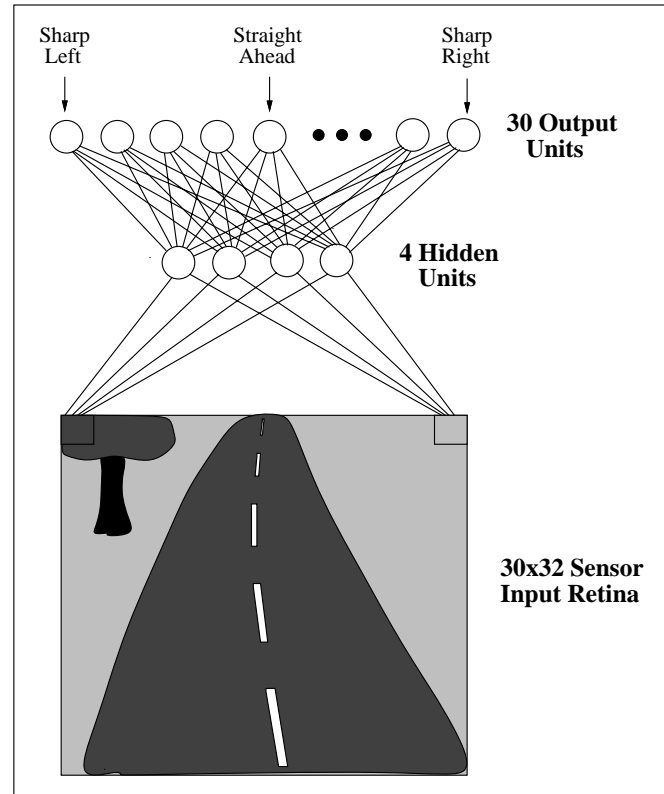 Sharp
Left
Straight
Ahead
Sharp
Right
30 Output
Units
4 Hidden
Units
30x32 Sensor
Input Retina